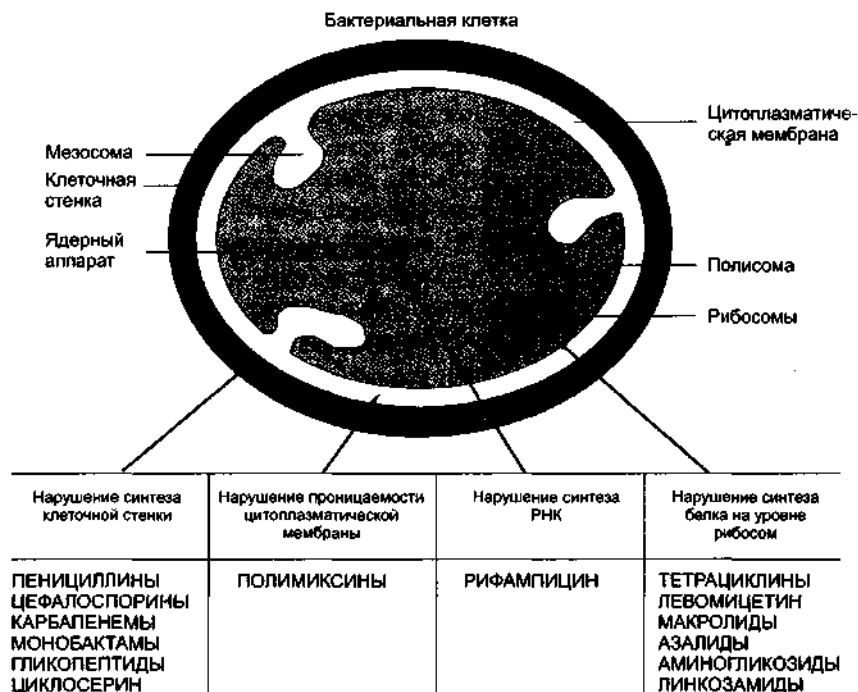 Бактериальная клетка
Цитоплазматиче-
ская мембрана
Мезосома
Клеточная
стенка
Ядерный
аппарат
Полисома
Рибосомы
Нарушение синтеза
клеточной стенки
Нарушение проницаемости
цитоплазматической
мембраны
Нарушение синтеза
РНК
Нарушение синтеза
белка на уровне
рибосом
ПЕНИЦИЛЛИНЫ
ЦЕФАЛОСПОРИНЫ
КАРБАПЕНЕМЫ
МОНОБАКТАМЫ
ГЛИКОПЕПТИДЫ
ЦИКЛОСЕРИН
ПОЛИМИКСИНЫ
РИФАМПИЦИН
ТЕТРАЦИКЛИНЫ
ЛЕВОМИЦЕТИН
МАКРОЛИДЫ
АЗАЛИДЫ
АМИНОГЛИКОЗИДЫ
ЛИНКОЗАМИДЫ